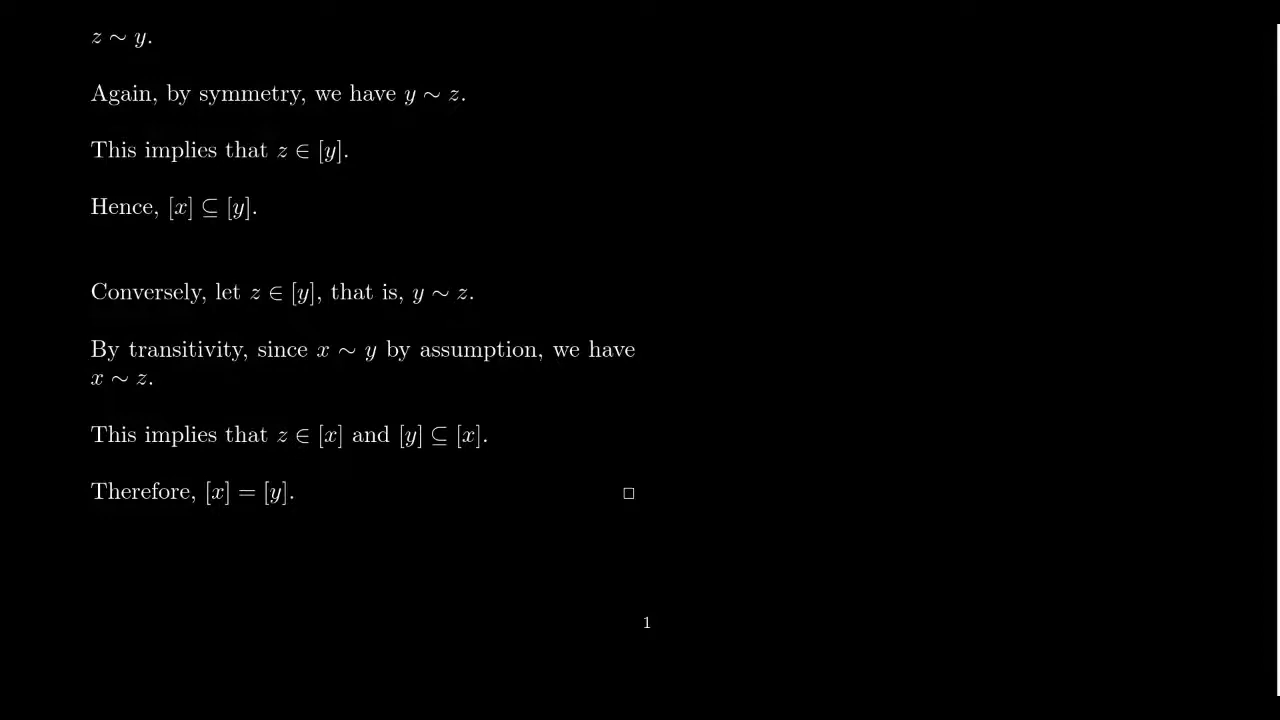 z ∼ y.
Again, by symmetry, we have y ∼ z.
This implies that z ∈ [y].
Hence, [x] ⊆ [y].
Conversely, let z ∈ [y], that is, y ∼ z.
By transitivity, since x ∼ y by assumption, we have
x ∼ z.
This implies that z ∈ [x] and [y] ⊆ [x].
Therefore, [x] = [y]. □
1